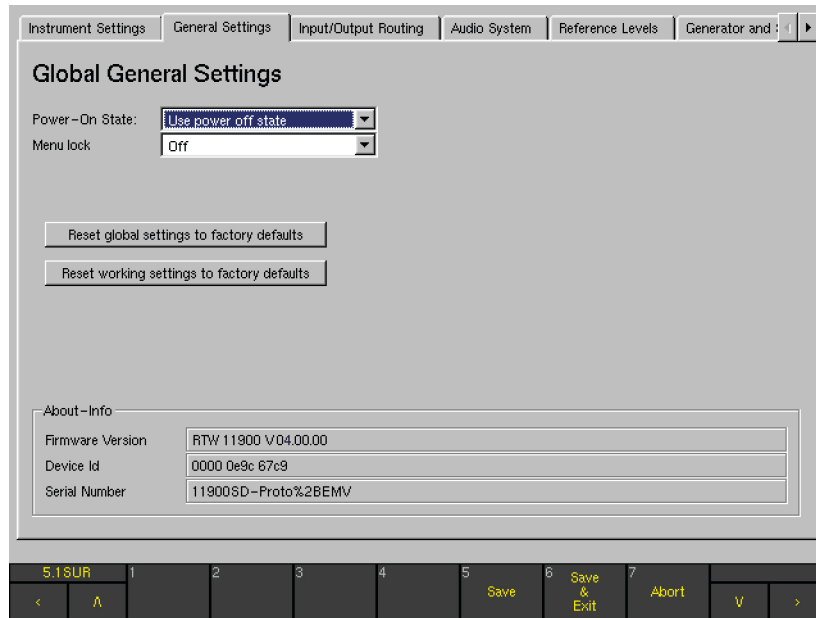 Instrument Settings General Settings Input/Output Routing Audio System Reference Levels Generator and
Global General Settings
Power-On State: Use power off state
Menu lock Off
Reset global settings to factory defaults
Reset working settings to factory defaults
About-Info
Firmware Version RTW 11900 V04.00.00
Device Id 0000 0e9c 67c9
Serial Number 11900SD-Proto%2BEMV
5.1SUR 1 2 3 4 5 6 7
< Λ Save Save & Exit Abort V >